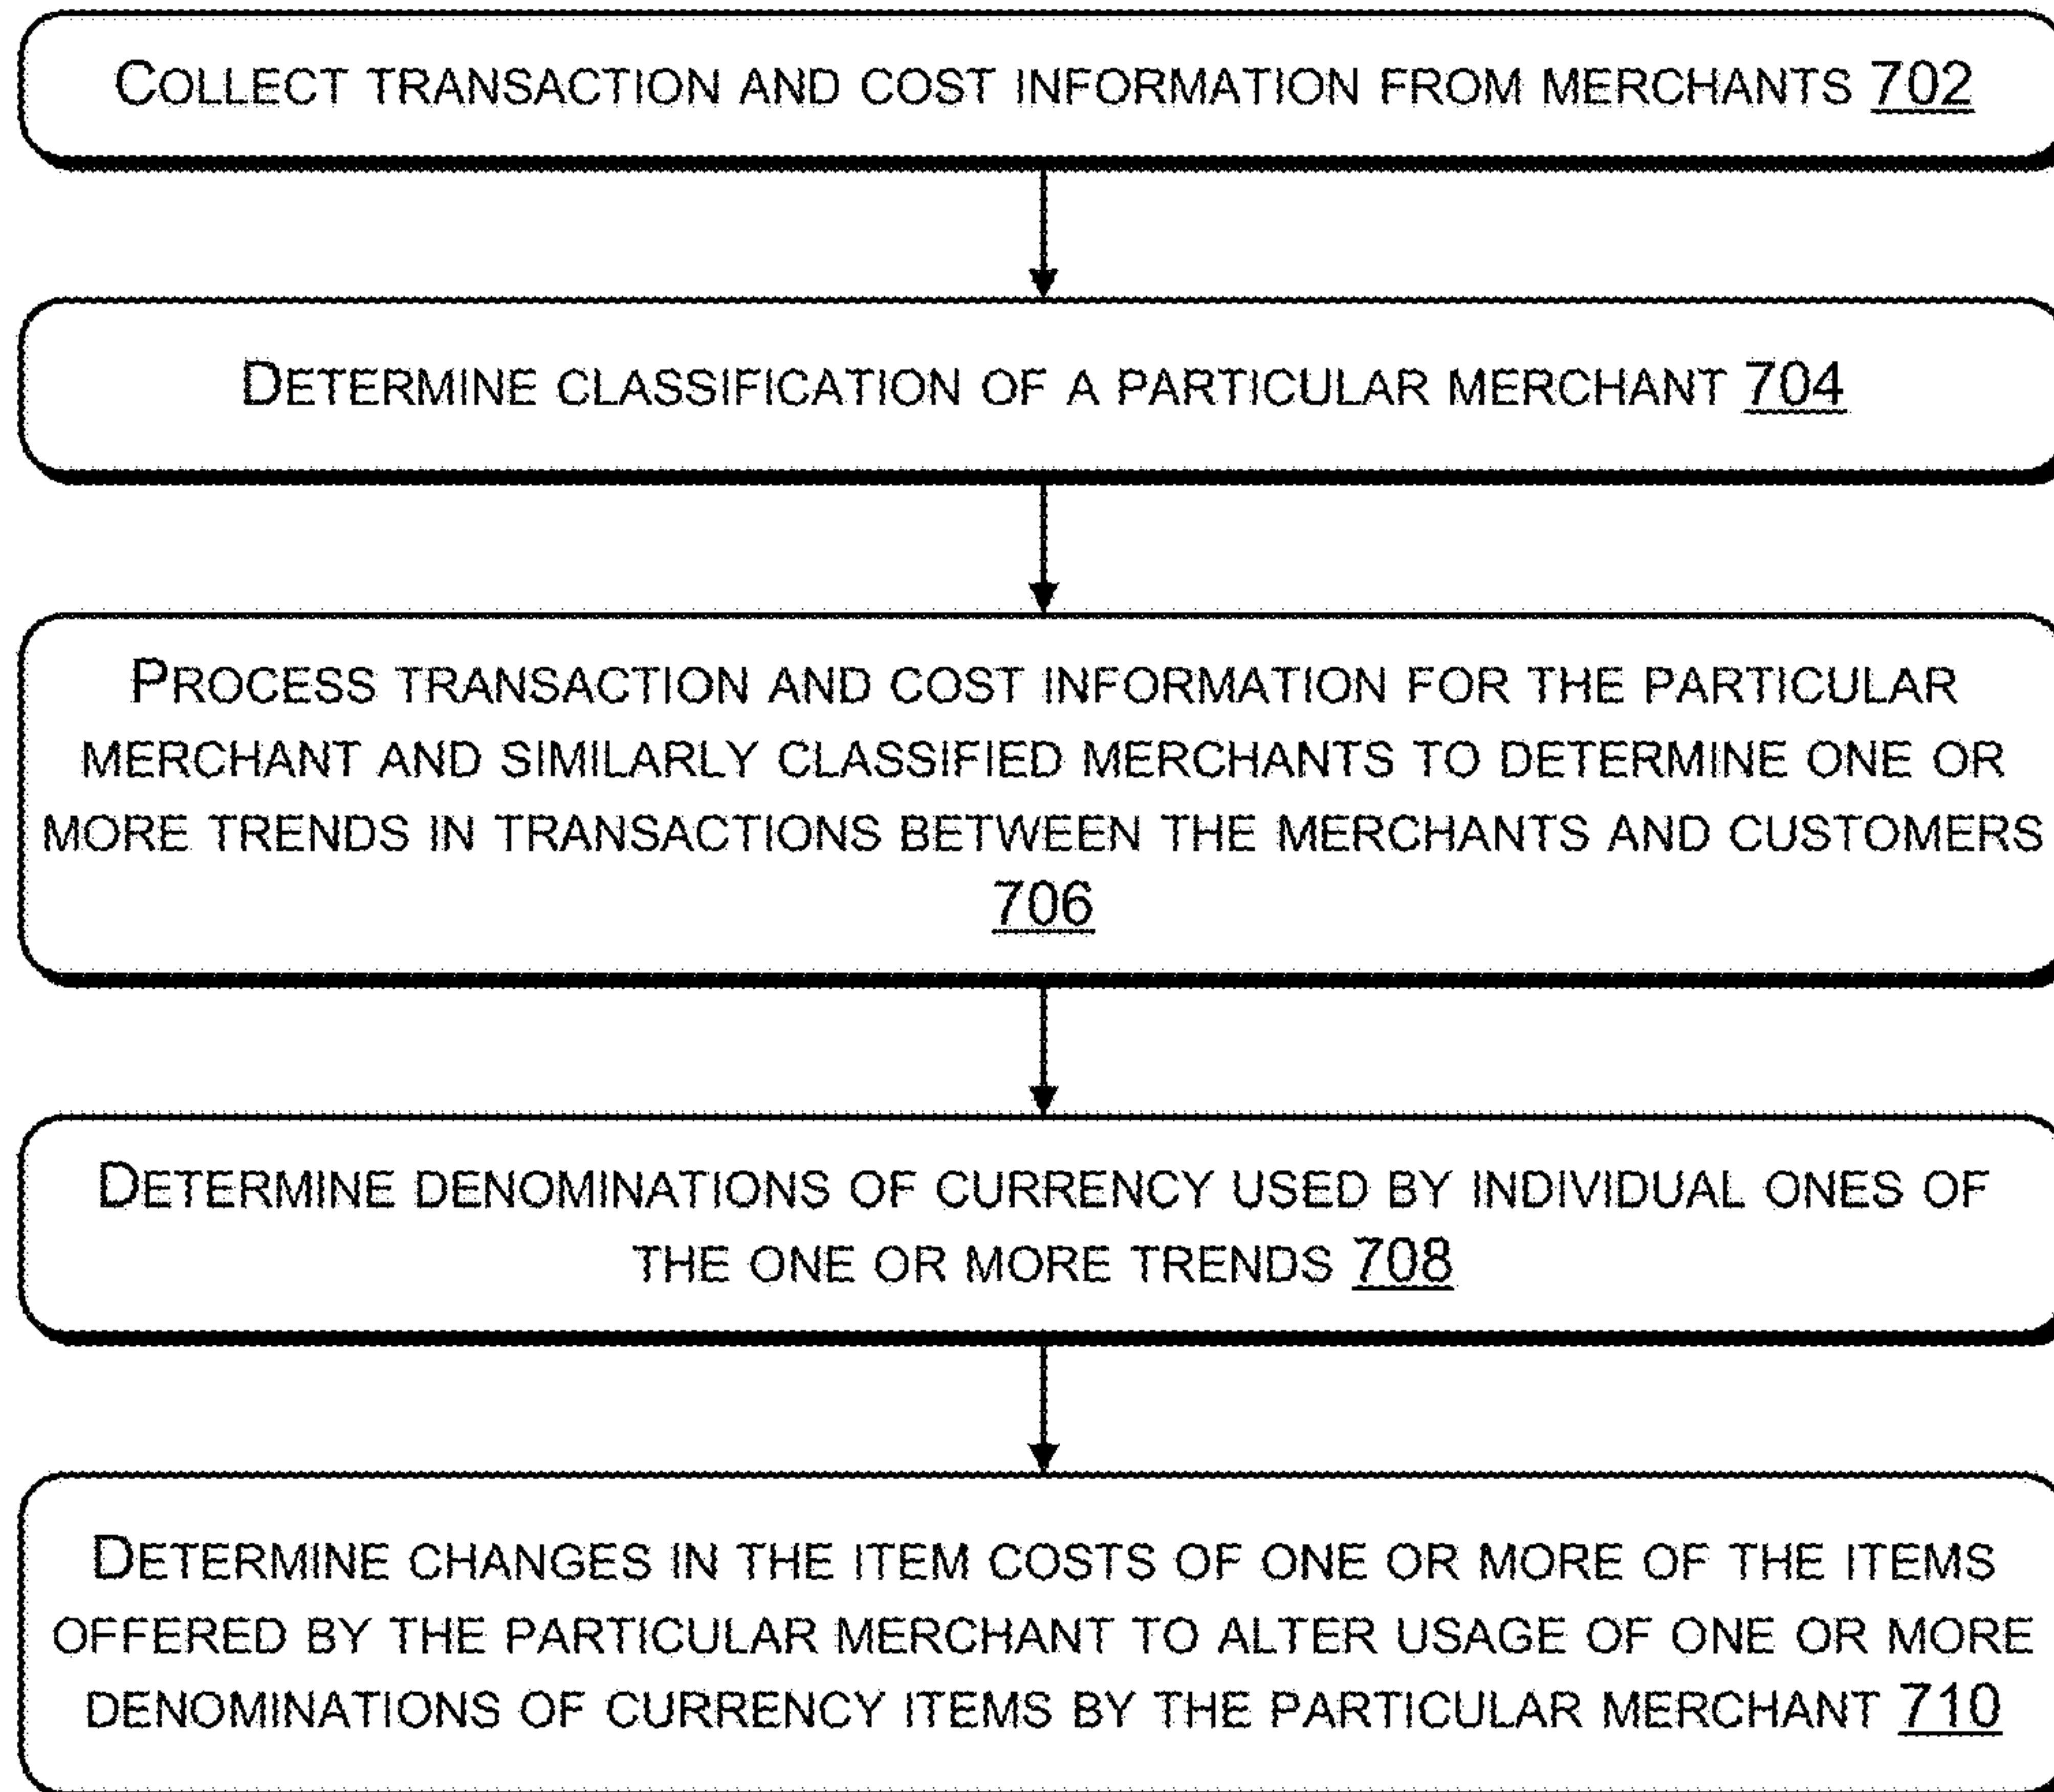 COLLECT TRANSACTION AND COST INFORMATION FROM MERCHANTS 702
DETERMINE CLASSIFICATION OF A PARTICULAR MERCHANT 704
PROCESS TRANSACTION AND COST INFORMATION FOR THE PARTICULAR
MERCHANT AND SIMILARLY CLASSIFIED MERCHANTS TO DETERMINE ONE OR
MORE TRENDS IN TRANSACTIONS BETWEEN THE MERCHANTS AND CUSTOMERS
706
DETERMINE DENOMINATIONS OF CURRENCY USED BY INDIVIDUAL ONES OF
THE ONE OR MORE TRENDS 708
DETERMINE CHANGES IN THE ITEM COSTS OF ONE OR MORE OF THE ITEMS
OFFERED BY THE PARTICULAR MERCHANT TO ALTER USAGE OF ONE OR MORE
DENOMINATIONS OF CURRENCY ITEMS BY THE PARTICULAR MERCHANT 710